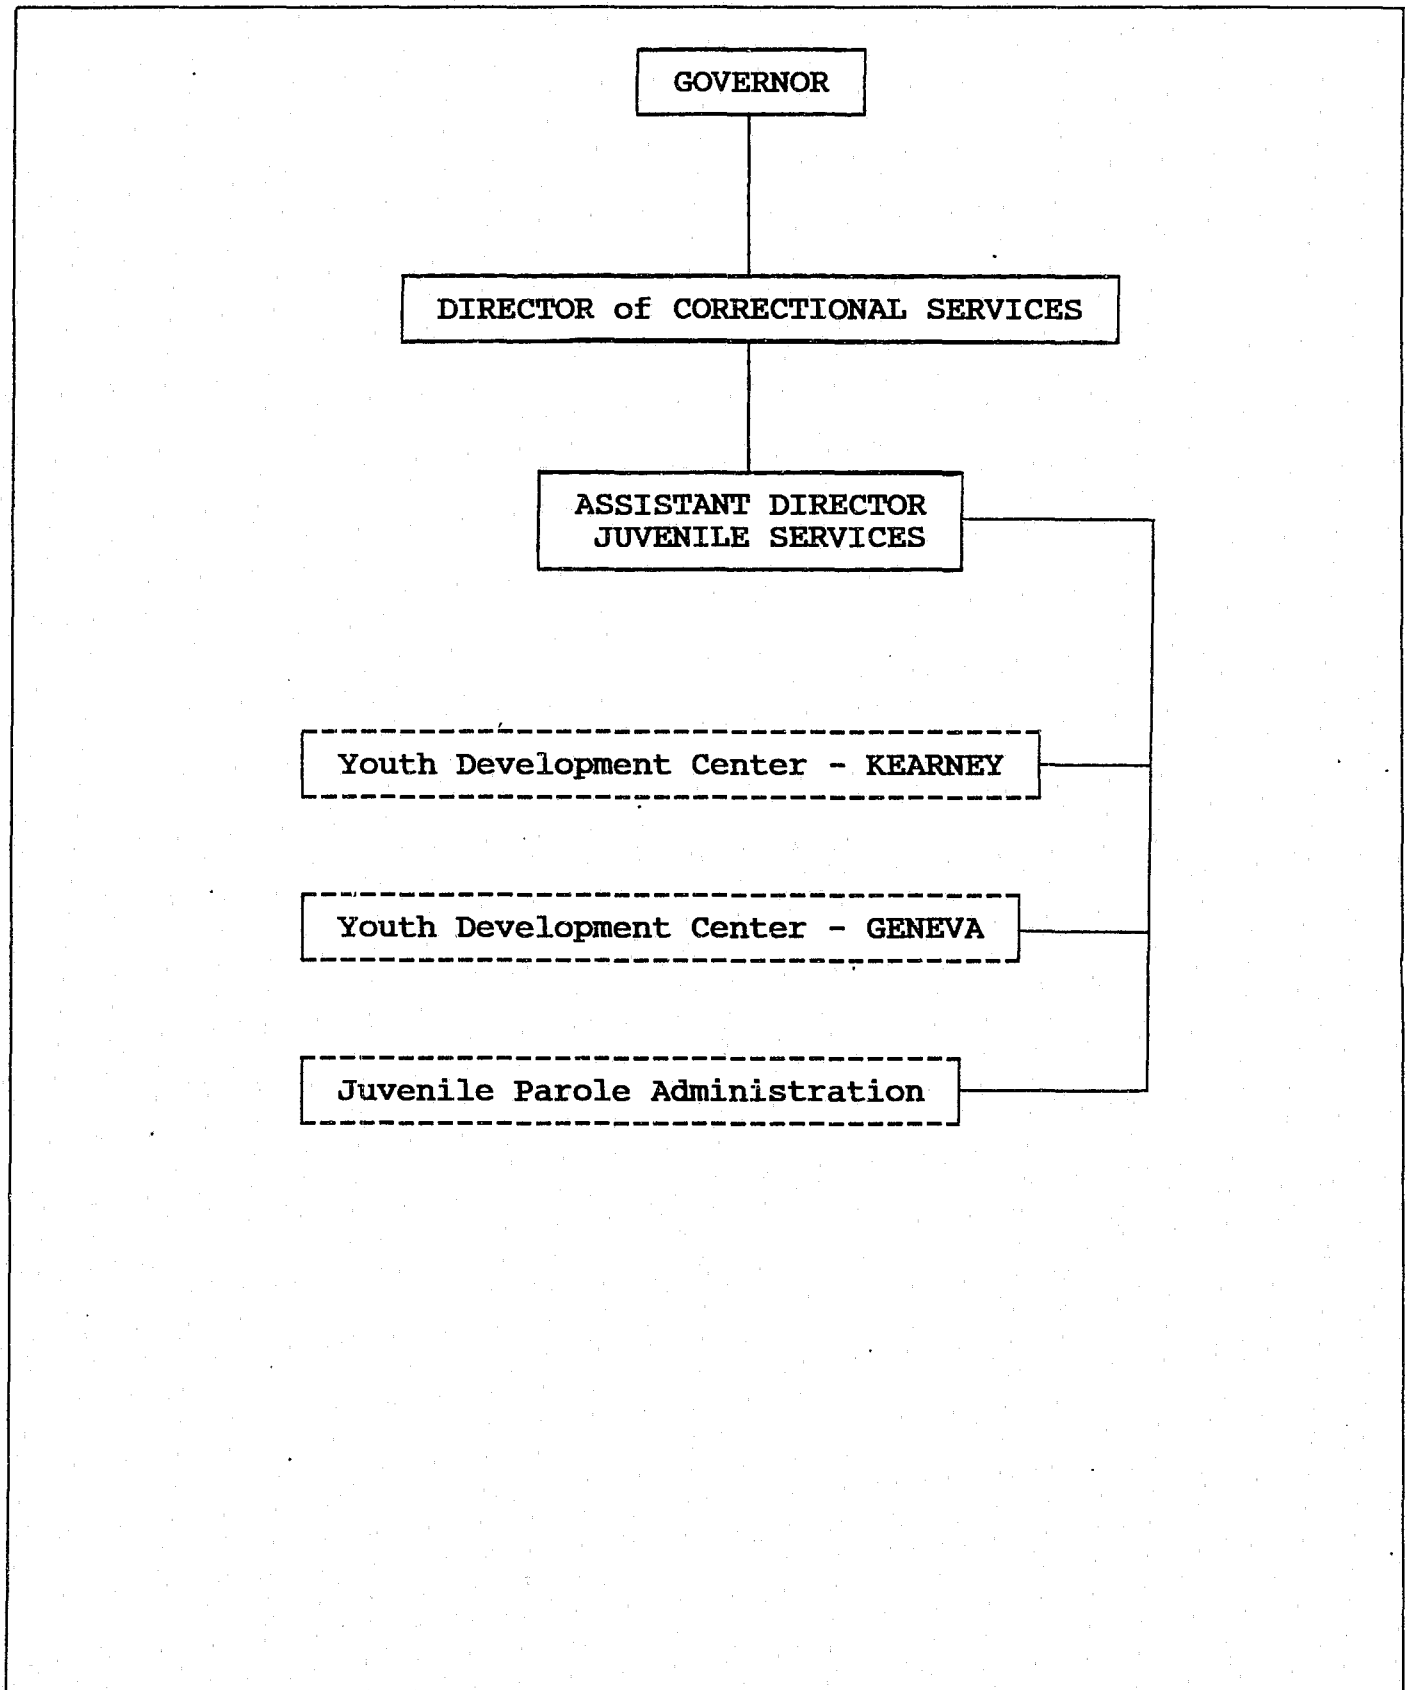 GOVERNOR
DIRECTOR of CORRECTIONAL SERVICES
ASSISTANT DIRECTOR
JUVENILE SERVICES
Youth Development Center - KEARNEY
Youth Development Center - GENEVA
Juvenile Parole Administration